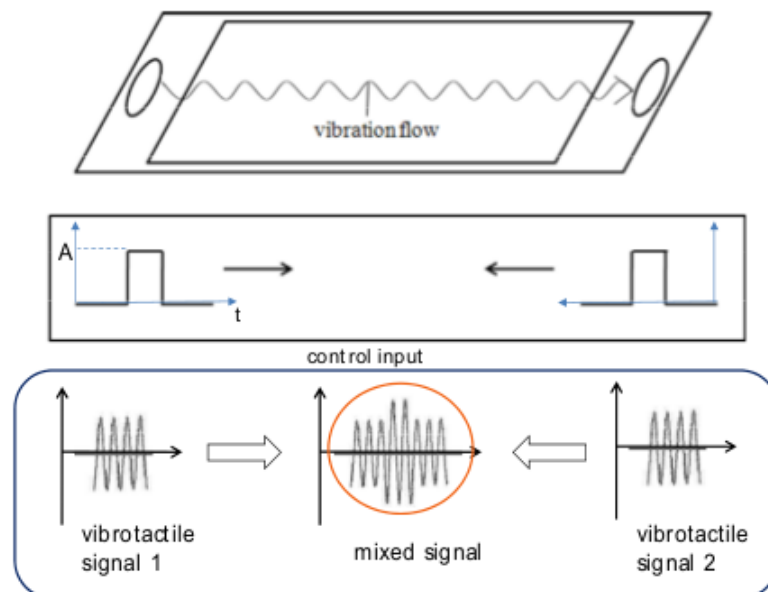 vibration flow
A
t
control input
vibrotactile
signal 1
mixed signal
vibrotactile
signal 2